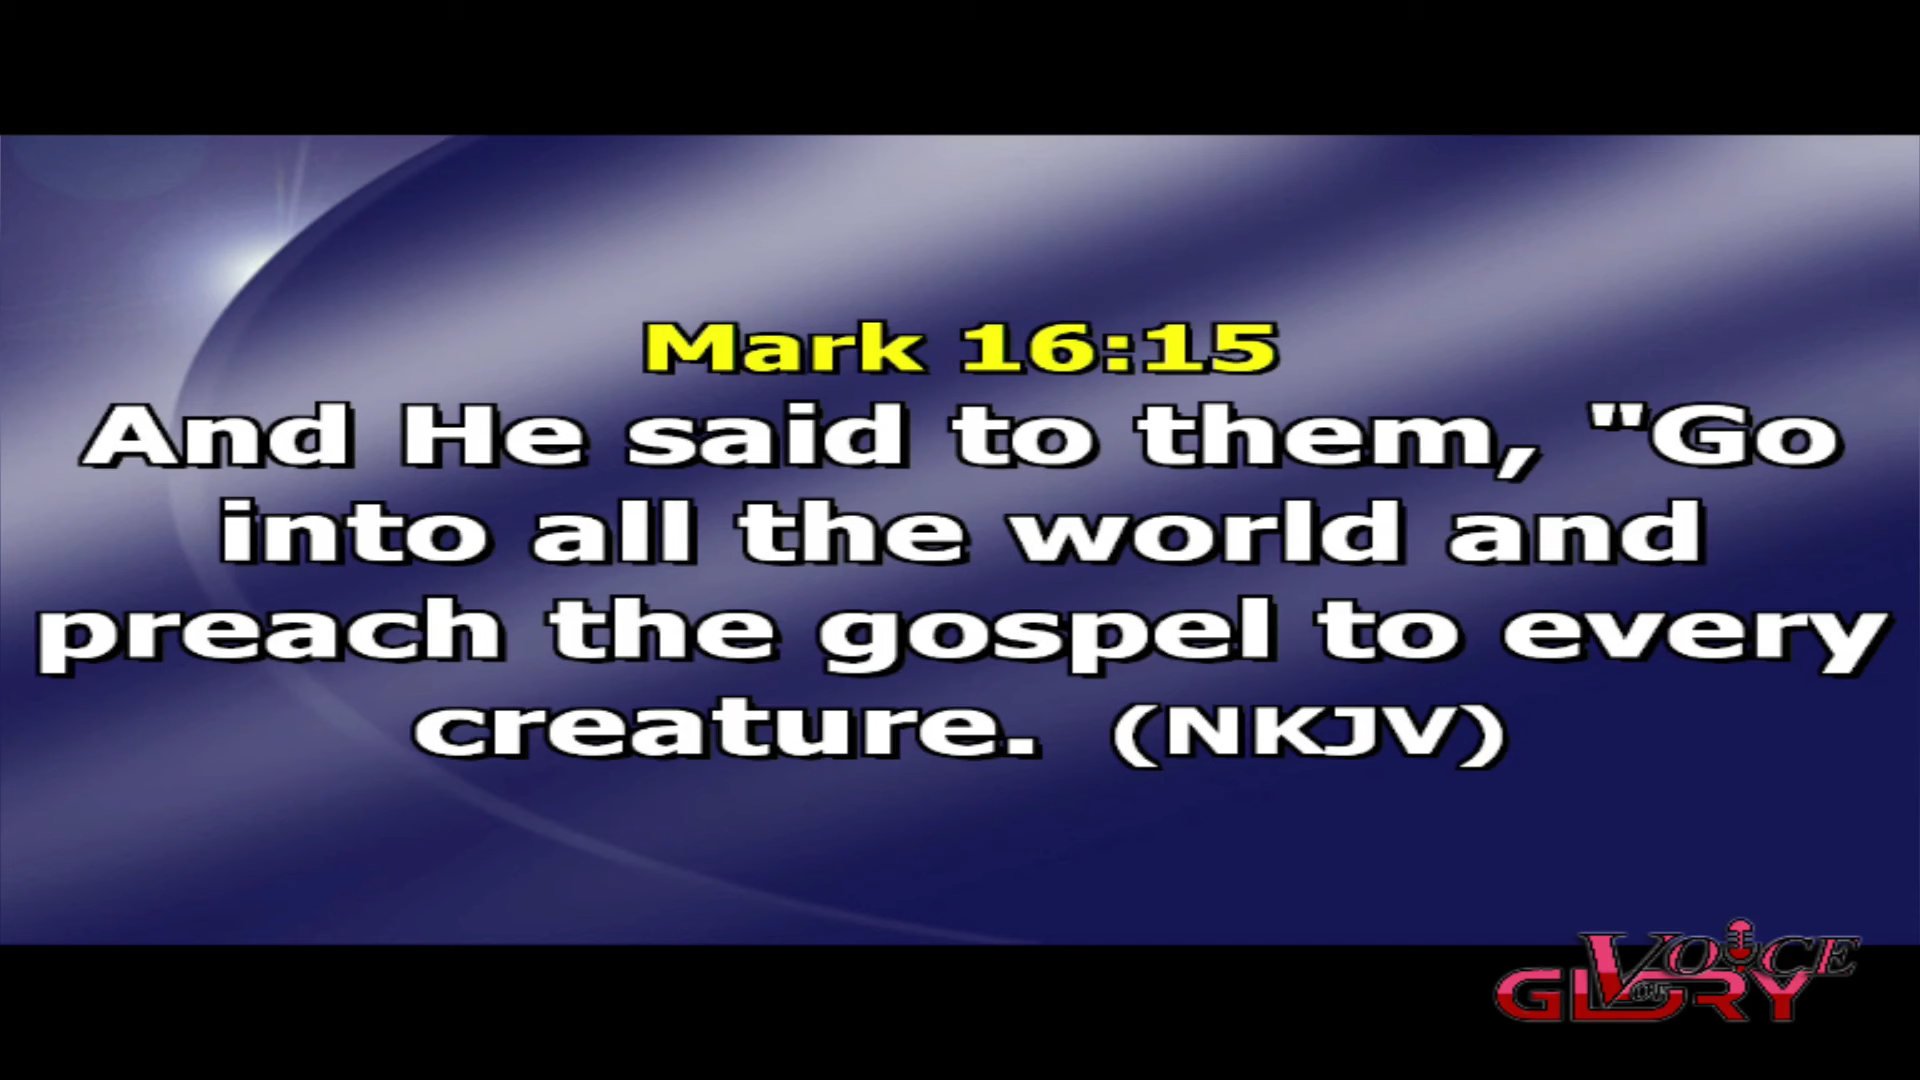 Mark 16:15
And He said to them, "Go
into all the world and
preach the gospel to every
creature. (NKJV)
VOICE
OF
GLORY